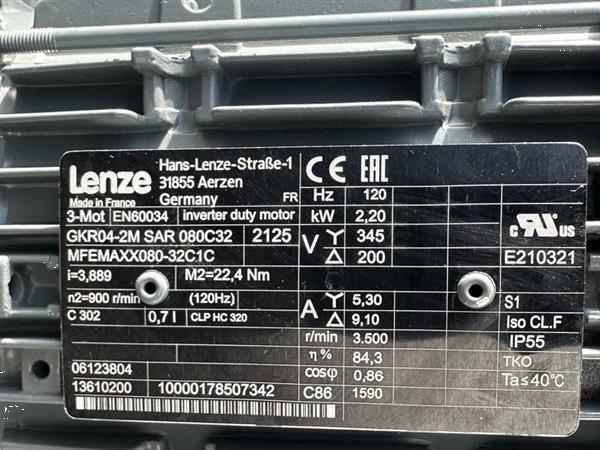 Lenze
Made in France
Hans-Lenze-Straße-1
31855 Aerzen
Germany
FR
CE EAC
3-Mot EN60034 inverter duty motor
GKR04-2M SAR 080C32 2125
MFEMAXX080-32C1C
i=3,889 M2=22,4 Nm
n2=900 r/min (120Hz)
C 302 0,7 l CLP HC 320
06123804
13610200 10000178507342
Hz 120
kW 2,20
V Y 345
△ 200
A Y 5,30
△ 9,10
r/min 3.500
η % 84,3
cosφ 0,86
C86 1590
c RU us
E210321
S1
Iso CL.F
IP55
TKO
Ta≤40°C